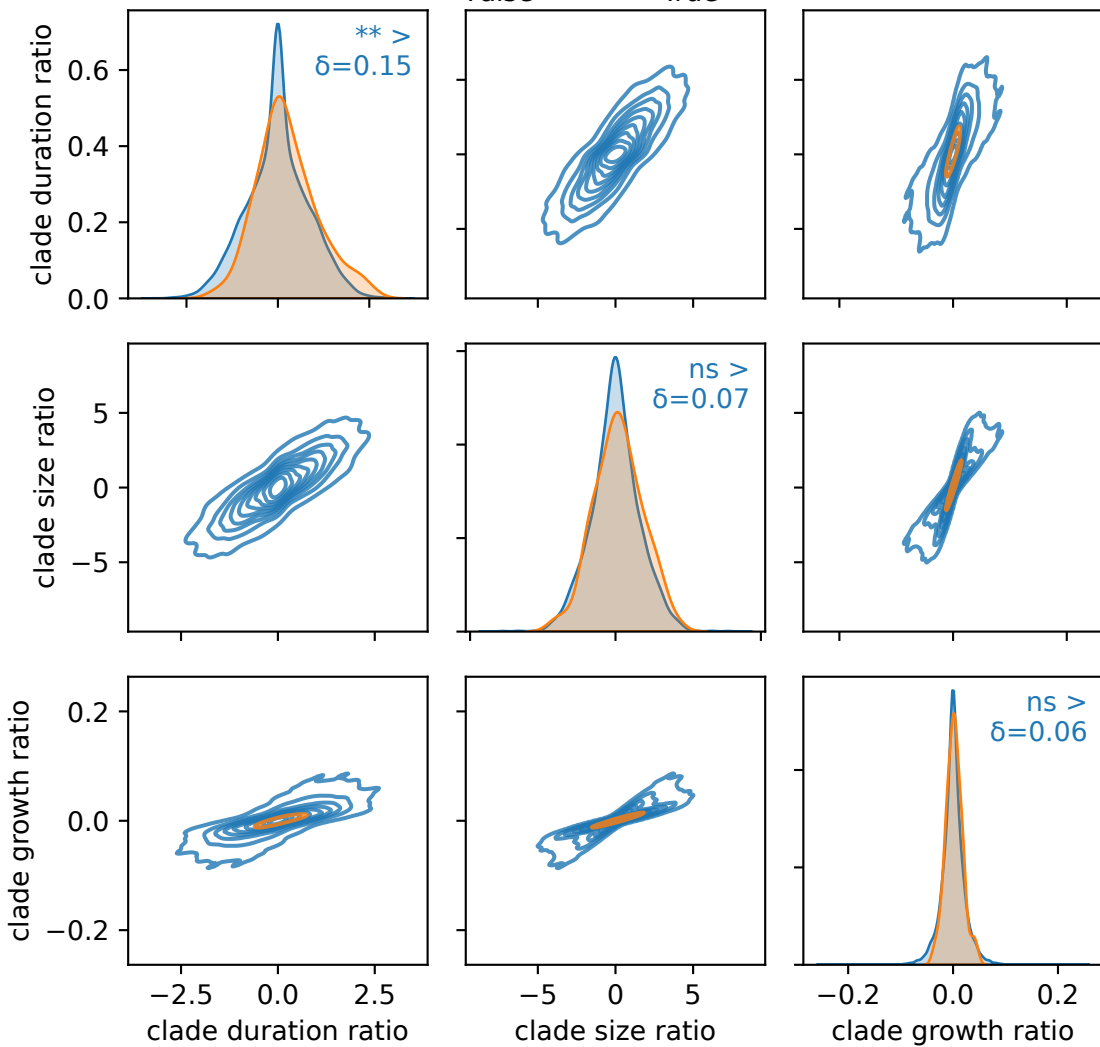 clade duration ratio
0.6
0.4
0.2
0.0
** >
δ=0.15
clade size ratio
5
0
−5
ns >
δ=0.07
clade growth ratio
0.2
0.0
−0.2
ns >
δ=0.06
−2.5 0.0 2.5
−5 0 5
−0.2 0.0 0.2
clade duration ratio
clade size ratio
clade growth ratio